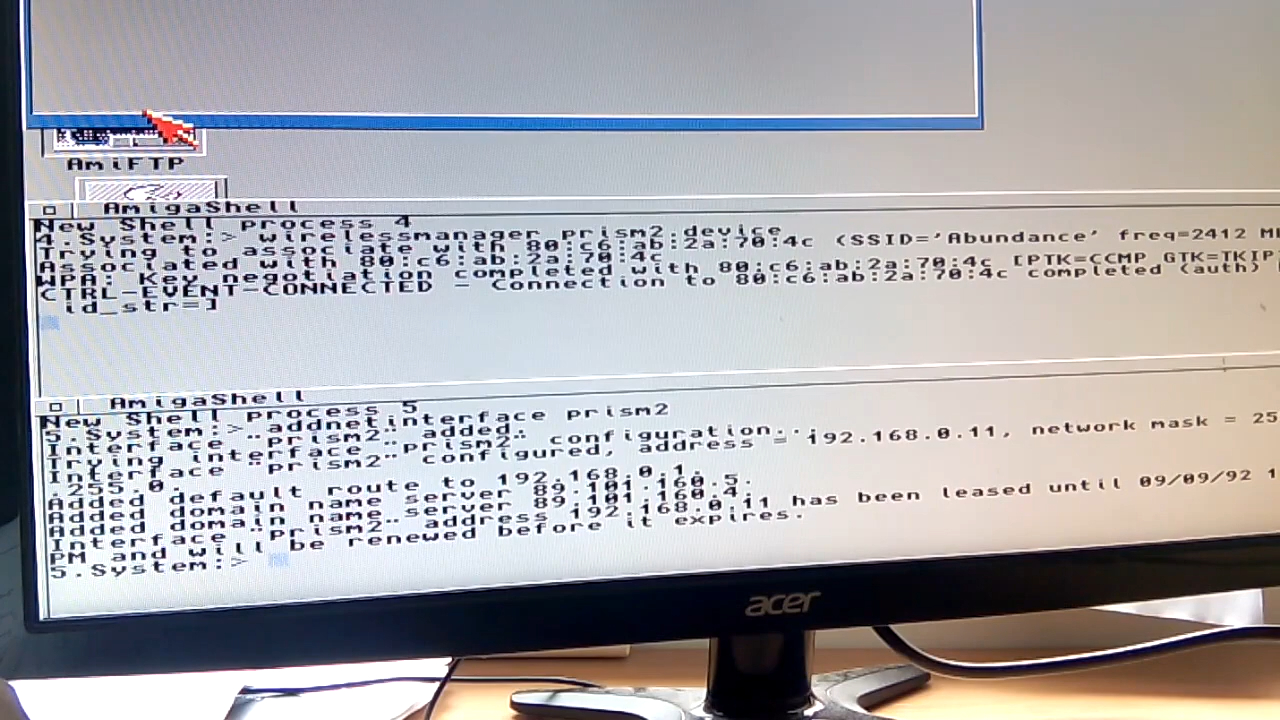 AmiFTP
AmigaShell
New Shell process 4
4.System:> wirelessmanager prism2.device
Trying to associate with 80:c6:ab:2a:70:4c (SSID='Abundance' freq=2412 M
Associated with 80:c6:ab:2a:70:4c
WPA: Key negotiation completed with 80:c6:ab:2a:70:4c [PTK=CCMP GTK=TKIP
CTRL-EVENT-CONNECTED - Connection to 80:c6:ab:2a:70:4c completed (auth) [
id_str=]
AmigaShell
New Shell process 5
5.System:> addnetinterface prism2
Interface "prism2" added.
Trying interface "prism2" configuration...
Interface "prism2" configured, address = 192.168.0.11, network mask = 25
.255.0.
Added default route to 192.168.0.1.
Added domain name server 89.101.160.5.
Added domain name server 89.101.160.4.
Interface "prism2" address 192.168.0.11 has been leased until 09/09/92 1
PM and will be renewed before it expires.
5.System:>
acer